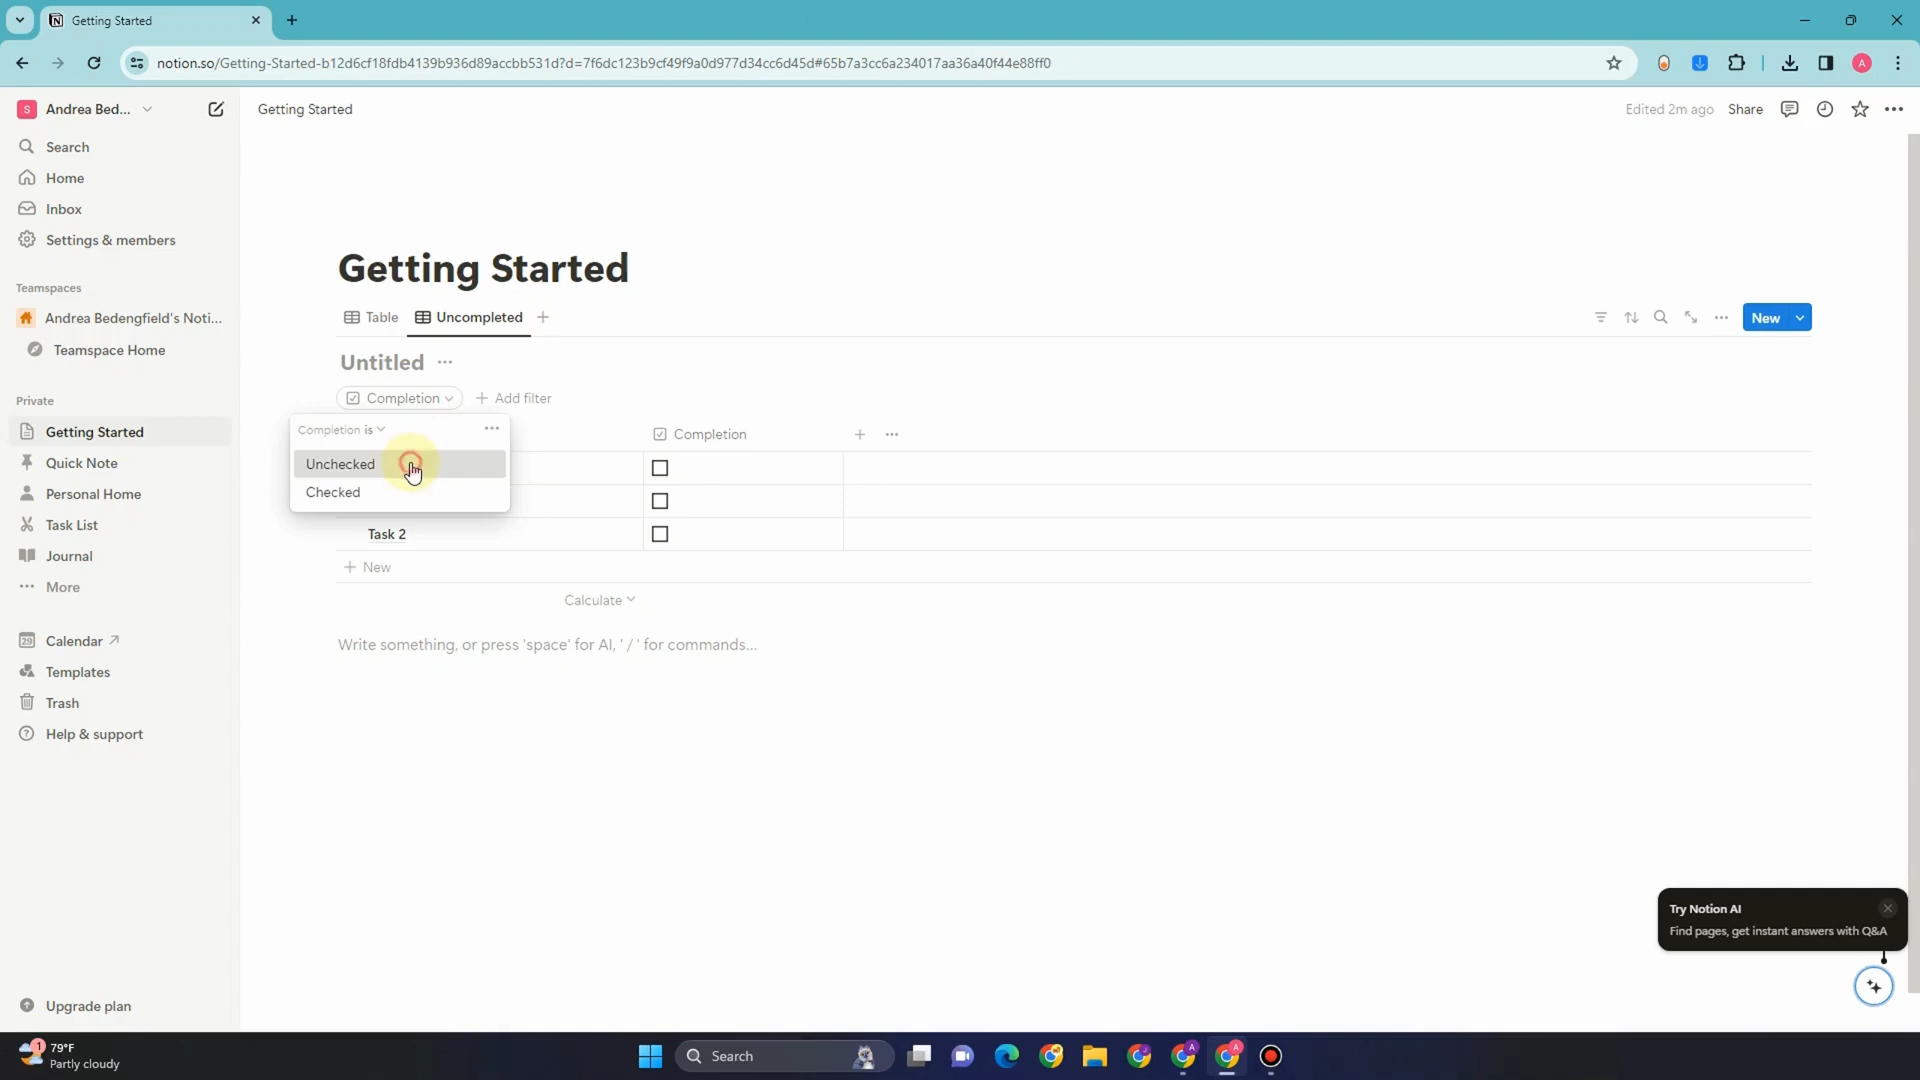 Getting Started
notion.so/Getting-Started-b12d6cf18fdb4139b936d89accbb531d?d=7f6dc123b9cf49f9a0d977d34cc6d45d#65b7a3cc6a234017aa36a40f44e88ff0
A
S Andrea Bed...
Getting Started
Edited 2m ago Share
Search
Home
Inbox
Settings & members
Teamspaces
Andrea Bedengfield's Noti...
Teamspace Home
Private
Getting Started
Quick Note
Personal Home
Task List
Journal
More
29 Calendar
Templates
Trash
Help & support
Upgrade plan
Getting Started
Table Uncompleted
New
Untitled
Completion Add filter
Completion is
Unchecked
Checked
Completion
Task 2
New
Calculate
Write something, or press 'space' for AI, '/' for commands...
Try Notion AI
Find pages, get instant answers with Q&A
1 79°F
Partly cloudy
Search
J
A
A